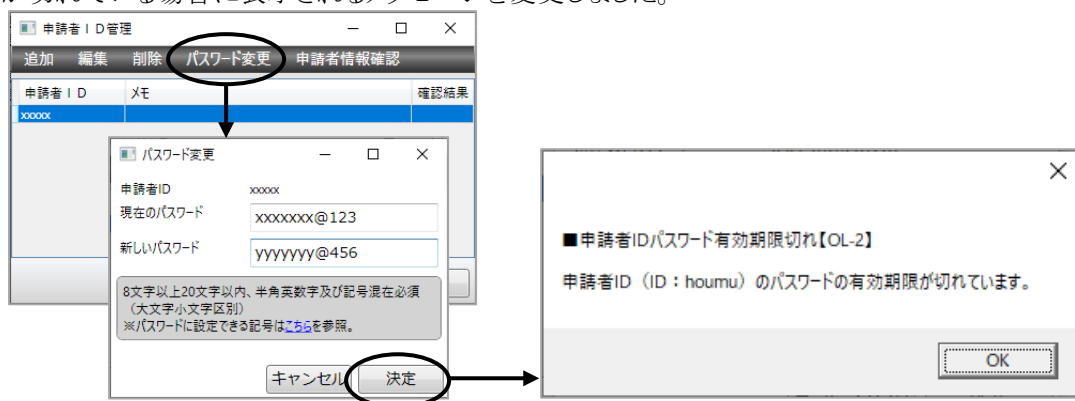 切れている場合に表示されるメッセージを変更しました。
申請者ＩＤ管理
追加 編集 削除 パスワード変更 申請者情報確認
申請者ＩＤ メモ 確認結果
xxxxx
パスワード変更
申請者ID xxxxx
現在のパスワード xxxxxxx@123
新しいパスワード yyyyyyy@456
8文字以上20文字以内、半角英数字及び記号混在必須
（大文字小文字区別）
※パスワードに設定できる記号はこちらを参照。
キャンセル 決定
■申請者IDパスワード有効期限切れ【OL-2】
申請者ID（ID：houmu）のパスワードの有効期限が切れています。
OK